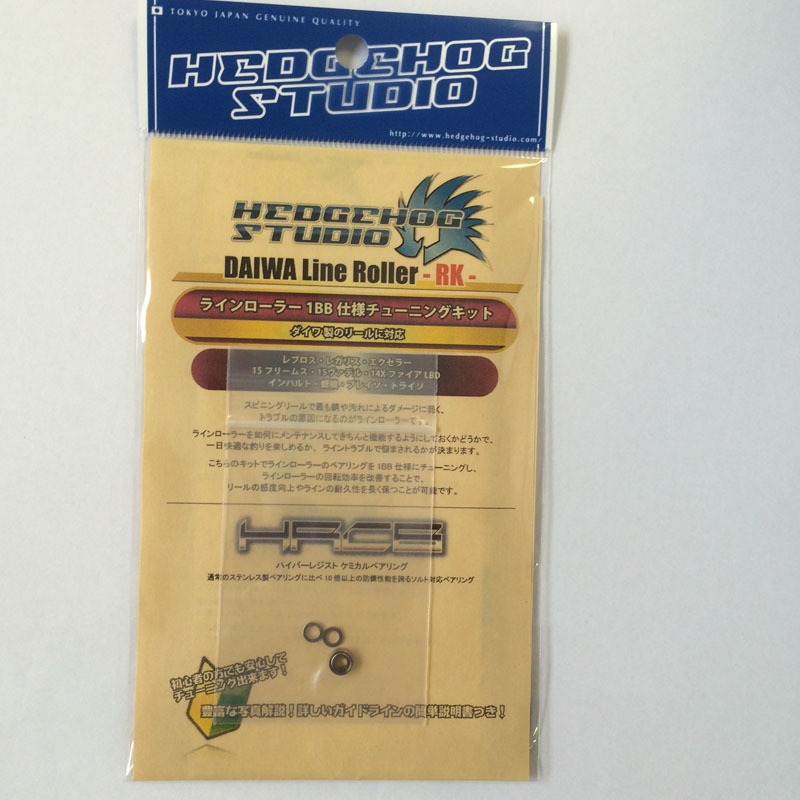 TOKYO JAPAN GENUINE QUALITY
HEDGEHOG
STUDIO
http://www.hedgehog-studio.com/
HEDGEHOG
STUDIO
DAIWA Line Roller - RK -
ラインローラー 1BB 仕様チューニングキット
ダイワ製のリールに対応
レブロス・レガリス・エクセラー
15 フリームス・15ヴァデル・14X ファイア LBD
インハルト・銀狼・ブレイゾ・トライソ
スピニングリールで最も錆や汚れによるダメージに弱く、
トラブルの原因になるのがラインローラーです。
ラインローラーを如何にメンテナンスしてきちんと機能するようにしておくかどうかで、
一日快適な釣りを楽しめるか、ライントラブルで悩まされるかが決まります。
こちらのキットでラインローラーのベアリングを 1BB 仕様にチューニングし、
ラインローラーの回転効率を改善することで、
リールの感度向上やラインの耐久性を長く保つことが可能です。
HRCB
ハイパーレジスト ケミカルベアリング
通常のステンレス製ベアリングに比べ 10 倍以上の防錆性能を誇るソルト対応ベアリング
初心者の方でも安心して
チューニング出来ます!
豊富な写真解説!詳しいガイドラインの簡単説明書つき!